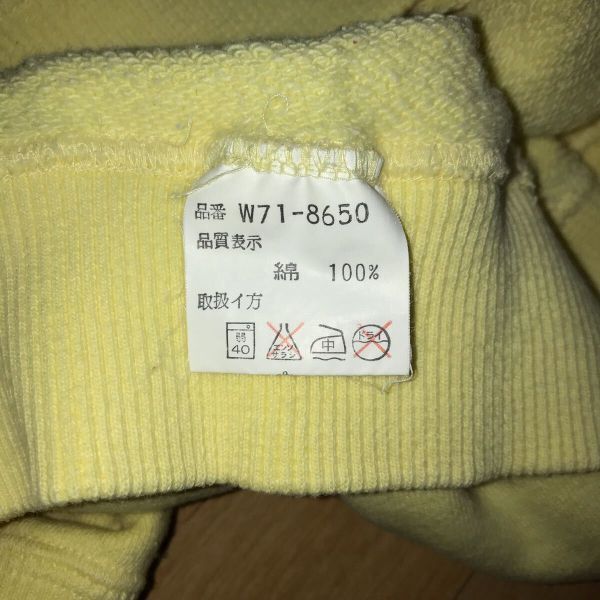 品番 W71-8650
品質表示
綿 100%
取扱イ方
弱 40 エンソサラシ 中 ドライ